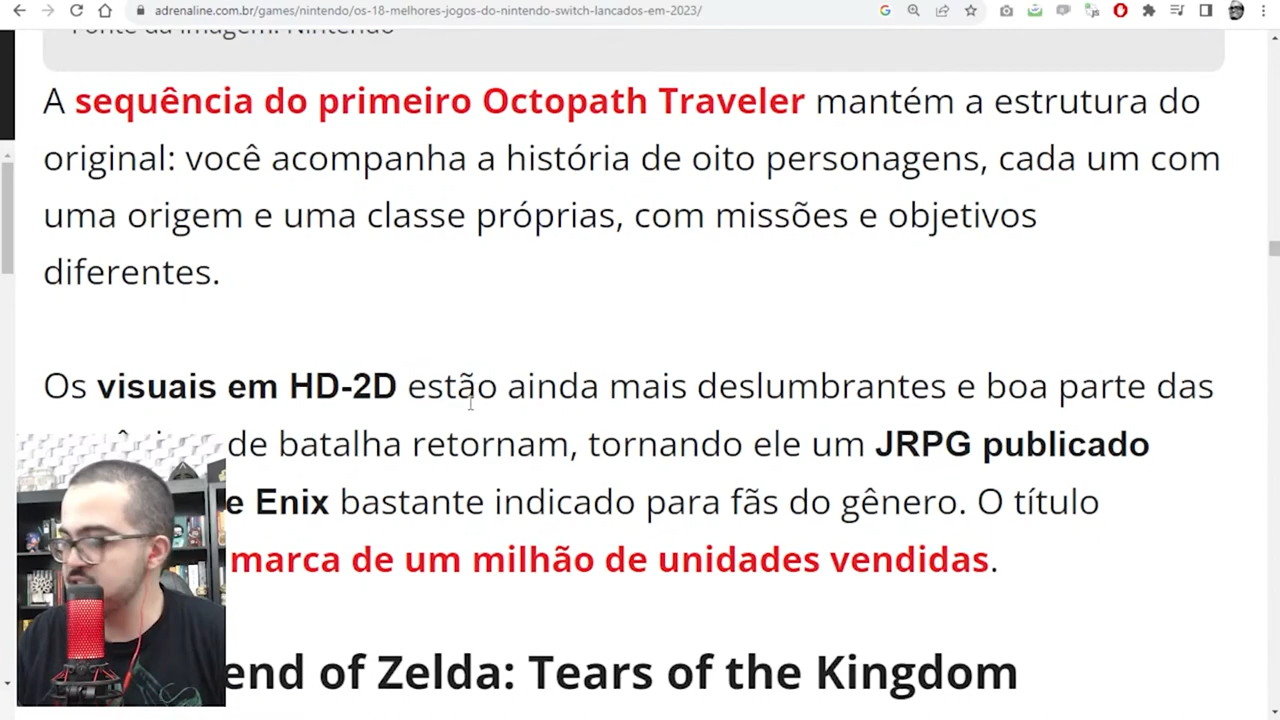 adrenaline.com.br/games/nintendo/os-18-melhores-jogos-do-nintendo-switch-lancados-em-2023/
Fonte da imagem: Nintendo
A sequência do primeiro Octopath Traveler mantém a estrutura do
original: você acompanha a história de oito personagens, cada um com
uma origem e uma classe próprias, com missões e objetivos
diferentes.
Os visuais em HD-2D estão ainda mais deslumbrantes e boa parte das
de batalha retornam, tornando ele um JRPG publicado
e Enix bastante indicado para fãs do gênero. O título
marca de um milhão de unidades vendidas.
end of Zelda: Tears of the Kingdom